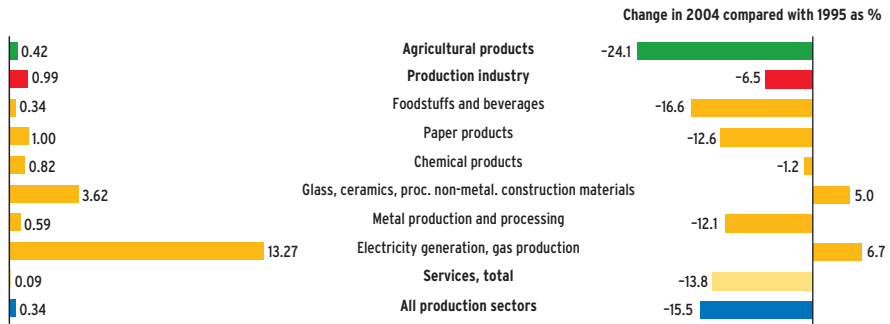 Change in 2004 compared with 1995 as %
0.42 Agricultural products –24.1
0.99 Production industry –6.5
0.34 Foodstuffs and beverages –16.6
1.00 Paper products –12.6
0.82 Chemical products –1.2
3.62 Glass, ceramics, proc. non-metal. construction materials 5.0
0.59 Metal production and processing –12.1
13.27 Electricity generation, gas production 6.7
0.09 Services, total –13.8
0.34 All production sectors –15.5